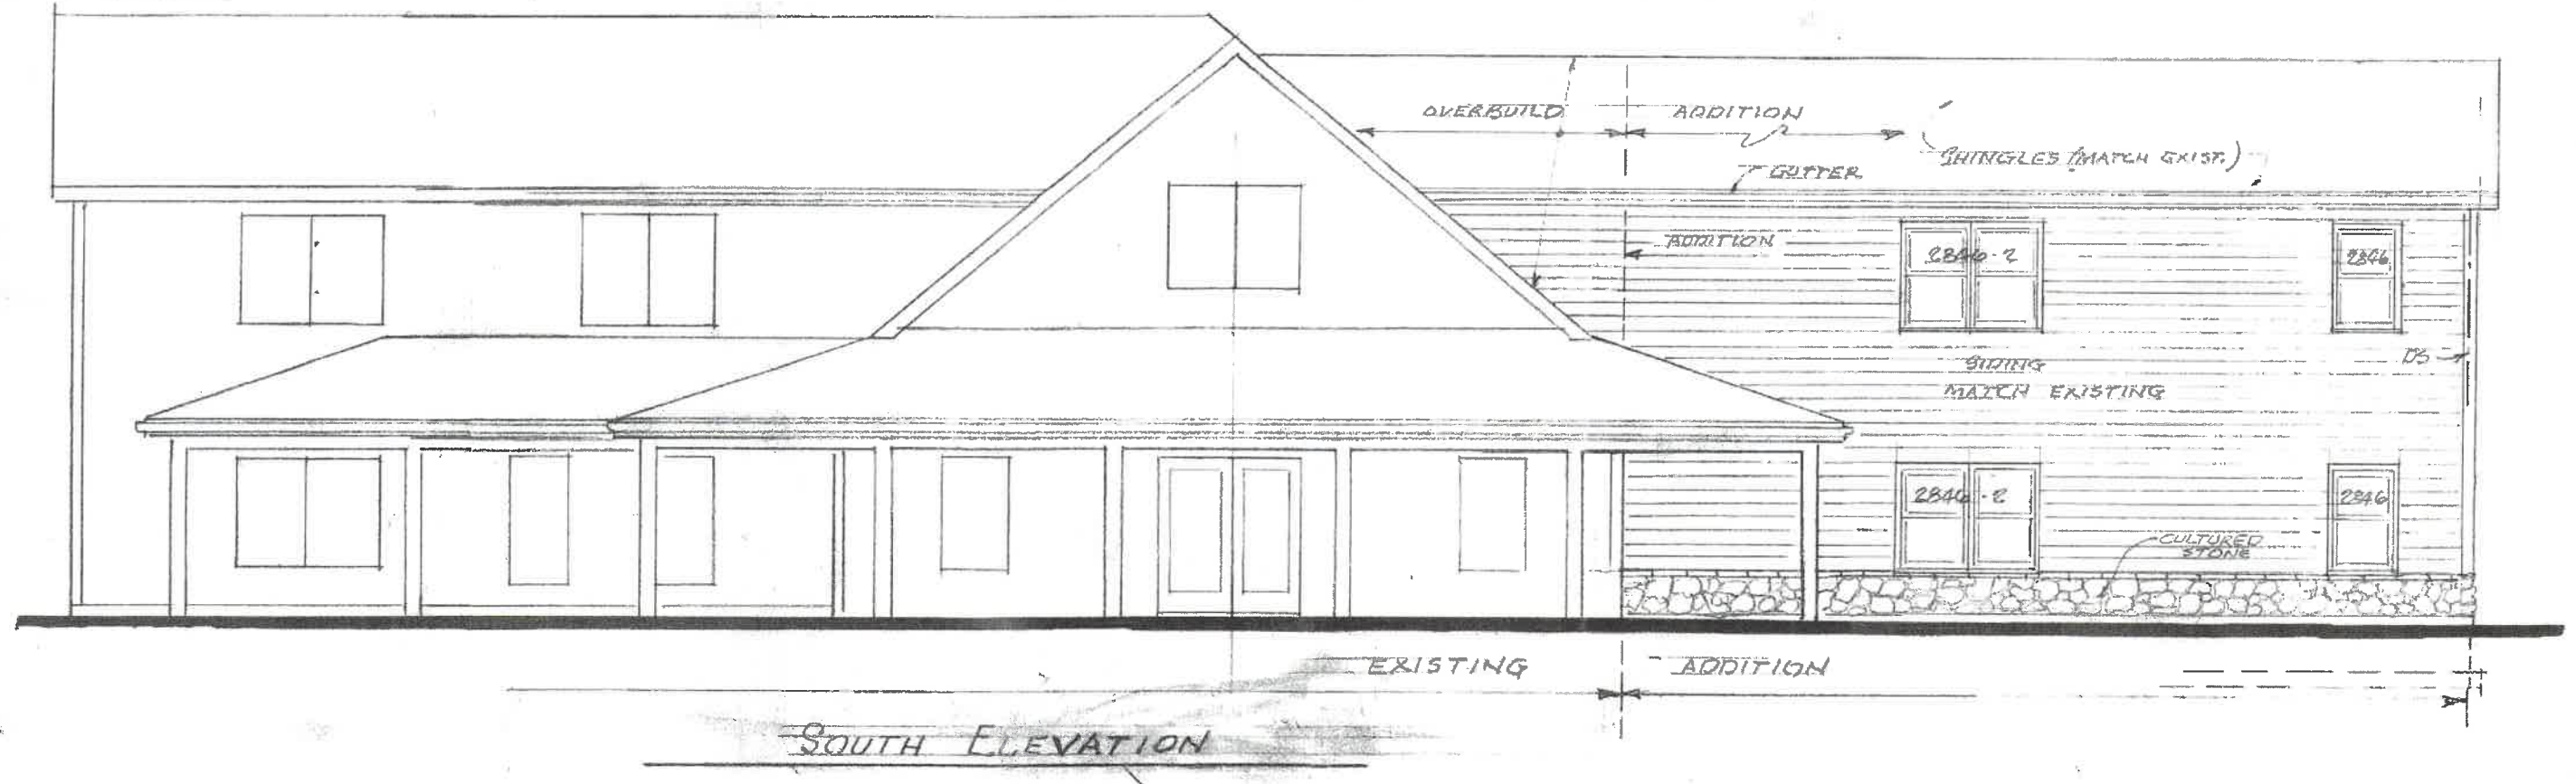 OVERBUILD ADDITION
SHINGLES (MATCH EXIST.)
GUTTER
ADDITION
2846-2 2846
DS
SIDING
MATCH EXISTING
2846-2 2846
CULTURED
STONE
EXISTING ADDITION
SOUTH ELEVATION